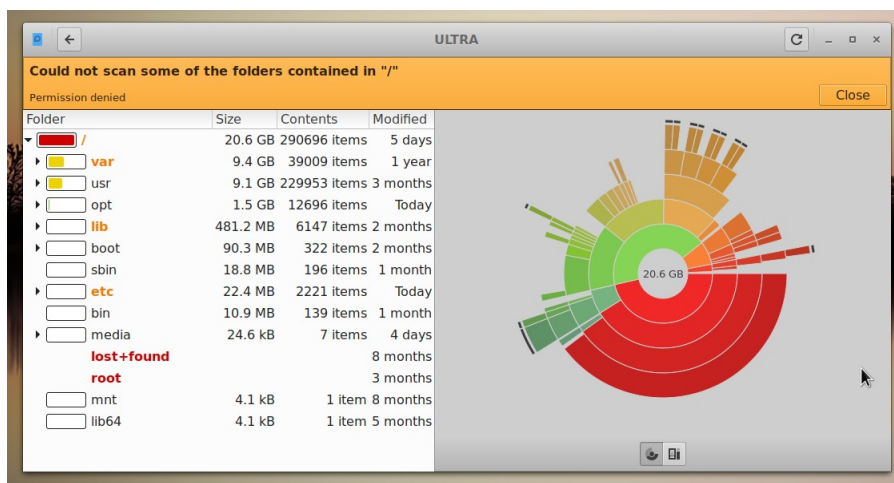 ULTRA
Could not scan some of the folders contained in "/"
Permission denied
Close
Folder Size Contents Modified
/ 20.6 GB 290696 items 5 days
var 9.4 GB 39009 items 1 year
usr 9.1 GB 229953 items 3 months
opt 1.5 GB 12696 items Today
lib 481.2 MB 6147 items 2 months
boot 90.3 MB 322 items 2 months
sbin 18.8 MB 196 items 1 month
etc 22.4 MB 2221 items Today
bin 10.9 MB 139 items 1 month
media 24.6 kB 7 items 4 days
lost+found 8 months
root 3 months
mnt 4.1 kB 1 item 8 months
lib64 4.1 kB 1 item 5 months
20.6 GB